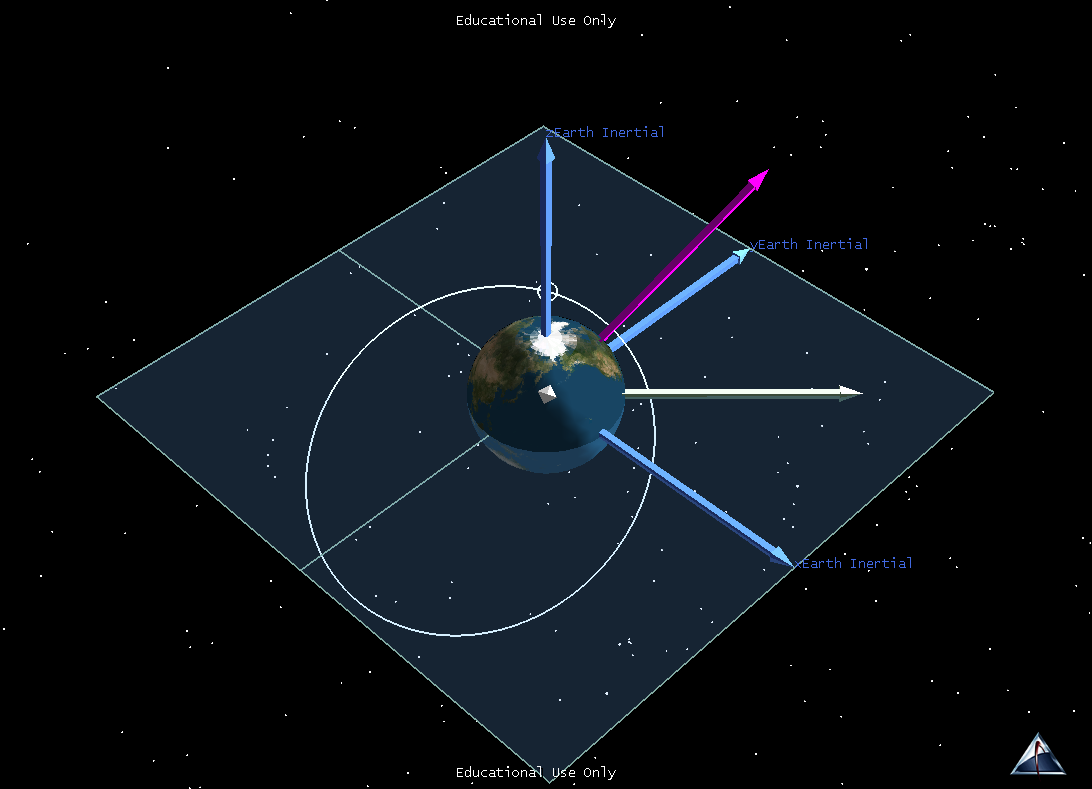 Educational Use Only
zEarth Inertial
yEarth Inertial
xEarth Inertial
Educational Use Only